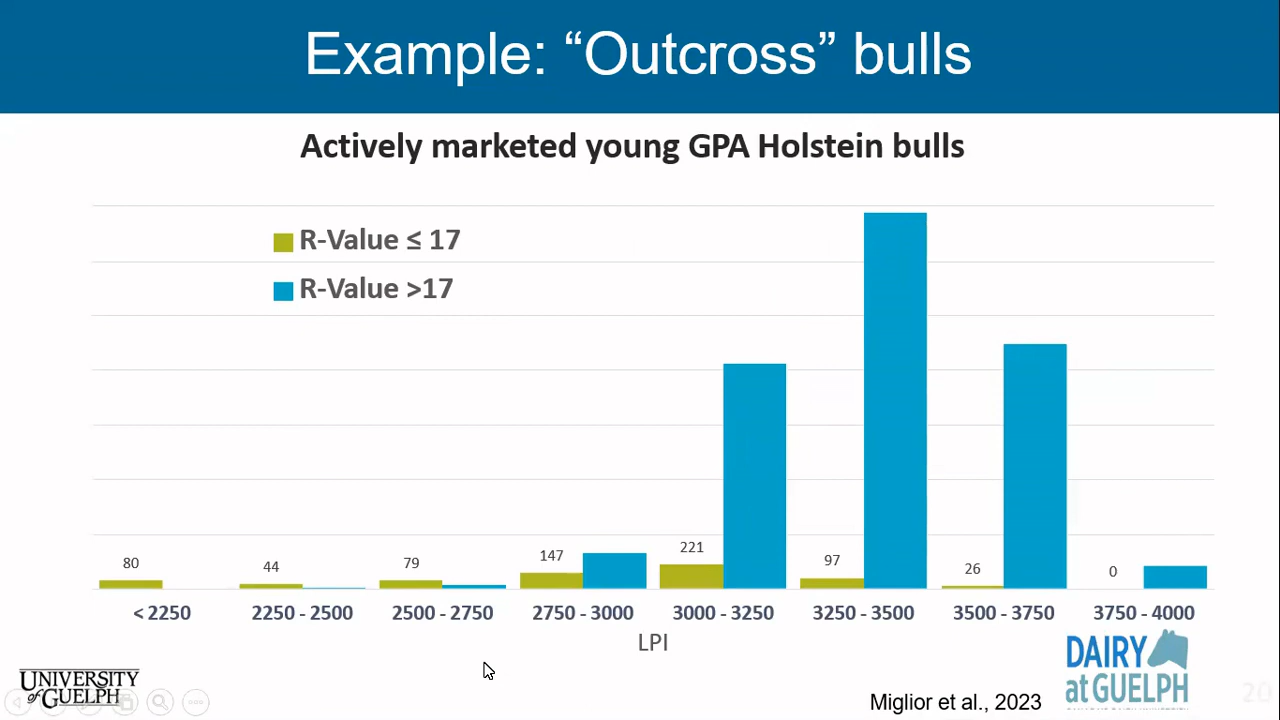 Example: “Outcross” bulls
Actively marketed young GPA Holstein bulls
R-Value ≤ 17
R-Value >17
80
44
79
147
221
97
26
0
< 2250
2250 - 2500
2500 - 2750
2750 - 3000
3000 - 3250
3250 - 3500
3500 - 3750
3750 - 4000
LPI
UNIVERSITY
of GUELPH
Miglior et al., 2023
DAIRY
at GUELPH
20